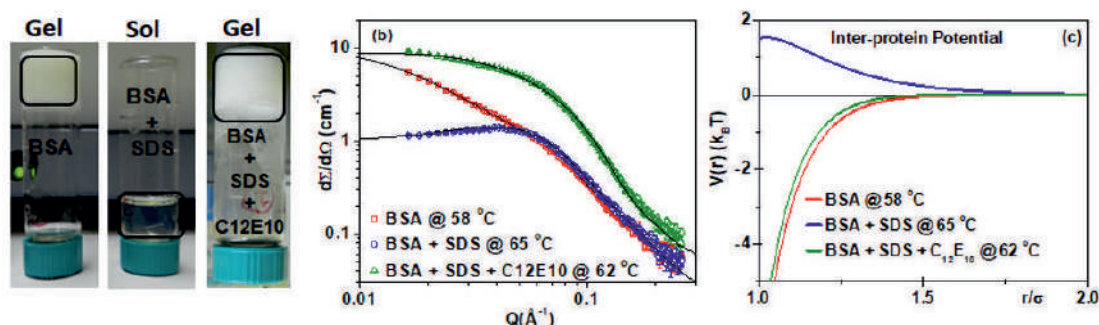 Gel
Sol
Gel
BSA
BSA
+
SDS
BSA
+
SDS
+
C12E10
(b)
dΣ/dΩ (cm⁻¹)
10
1
0.1
BSA @ 58 °C
BSA + SDS @ 65 °C
BSA + SDS + C12E10 @ 62 °C
0.01
0.1
Q(Å⁻¹)
Inter-protein Potential
(c)
V(r) (k_BT)
2
0
-2
-4
BSA @ 58 °C
BSA + SDS @ 65 °C
BSA + SDS + C₁₂E₁₀ @ 62 °C
1.0
1.5
2.0
r/σ